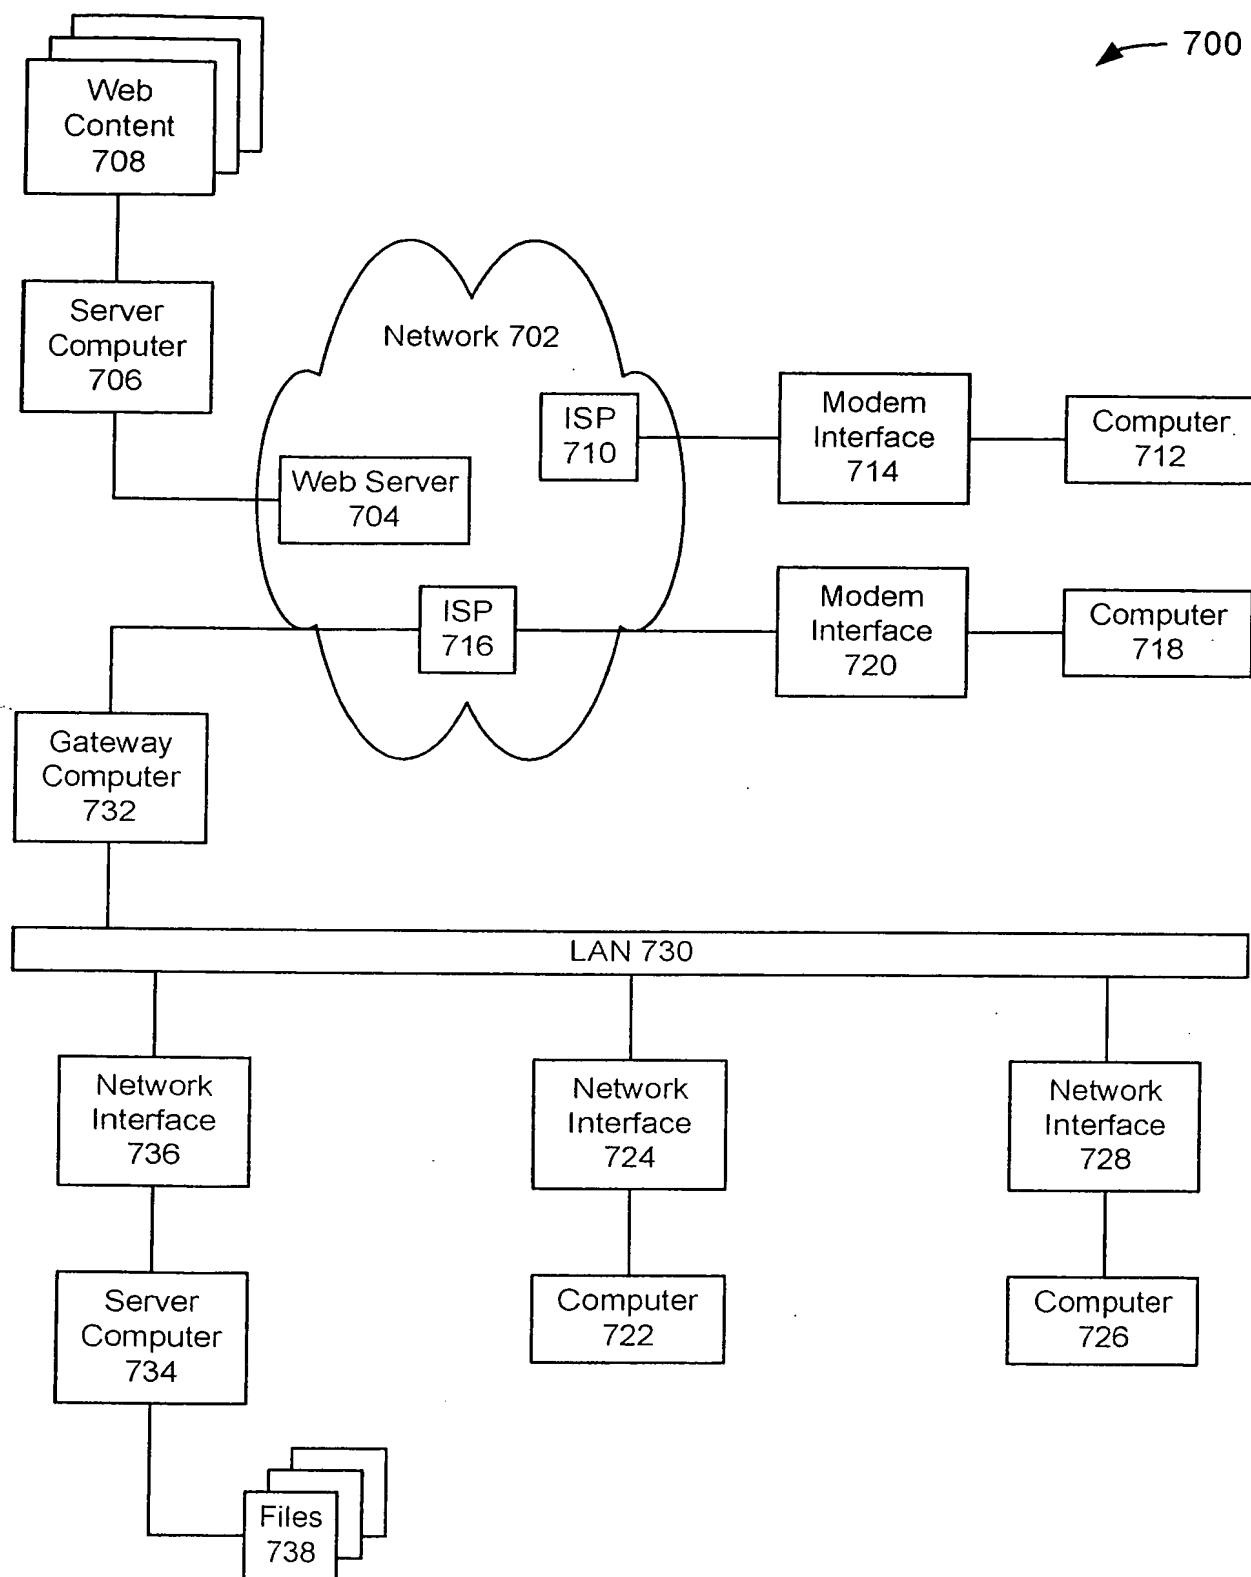 700
Web
Content
708
Server
Computer
706
Network 702
ISP
710
Modem
Interface
714
Computer
712
Web Server
704
ISP
716
Modem
Interface
720
Computer
718
Gateway
Computer
732
LAN 730
Network
Interface
736
Network
Interface
724
Network
Interface
728
Server
Computer
734
Computer
722
Computer
726
Files
738